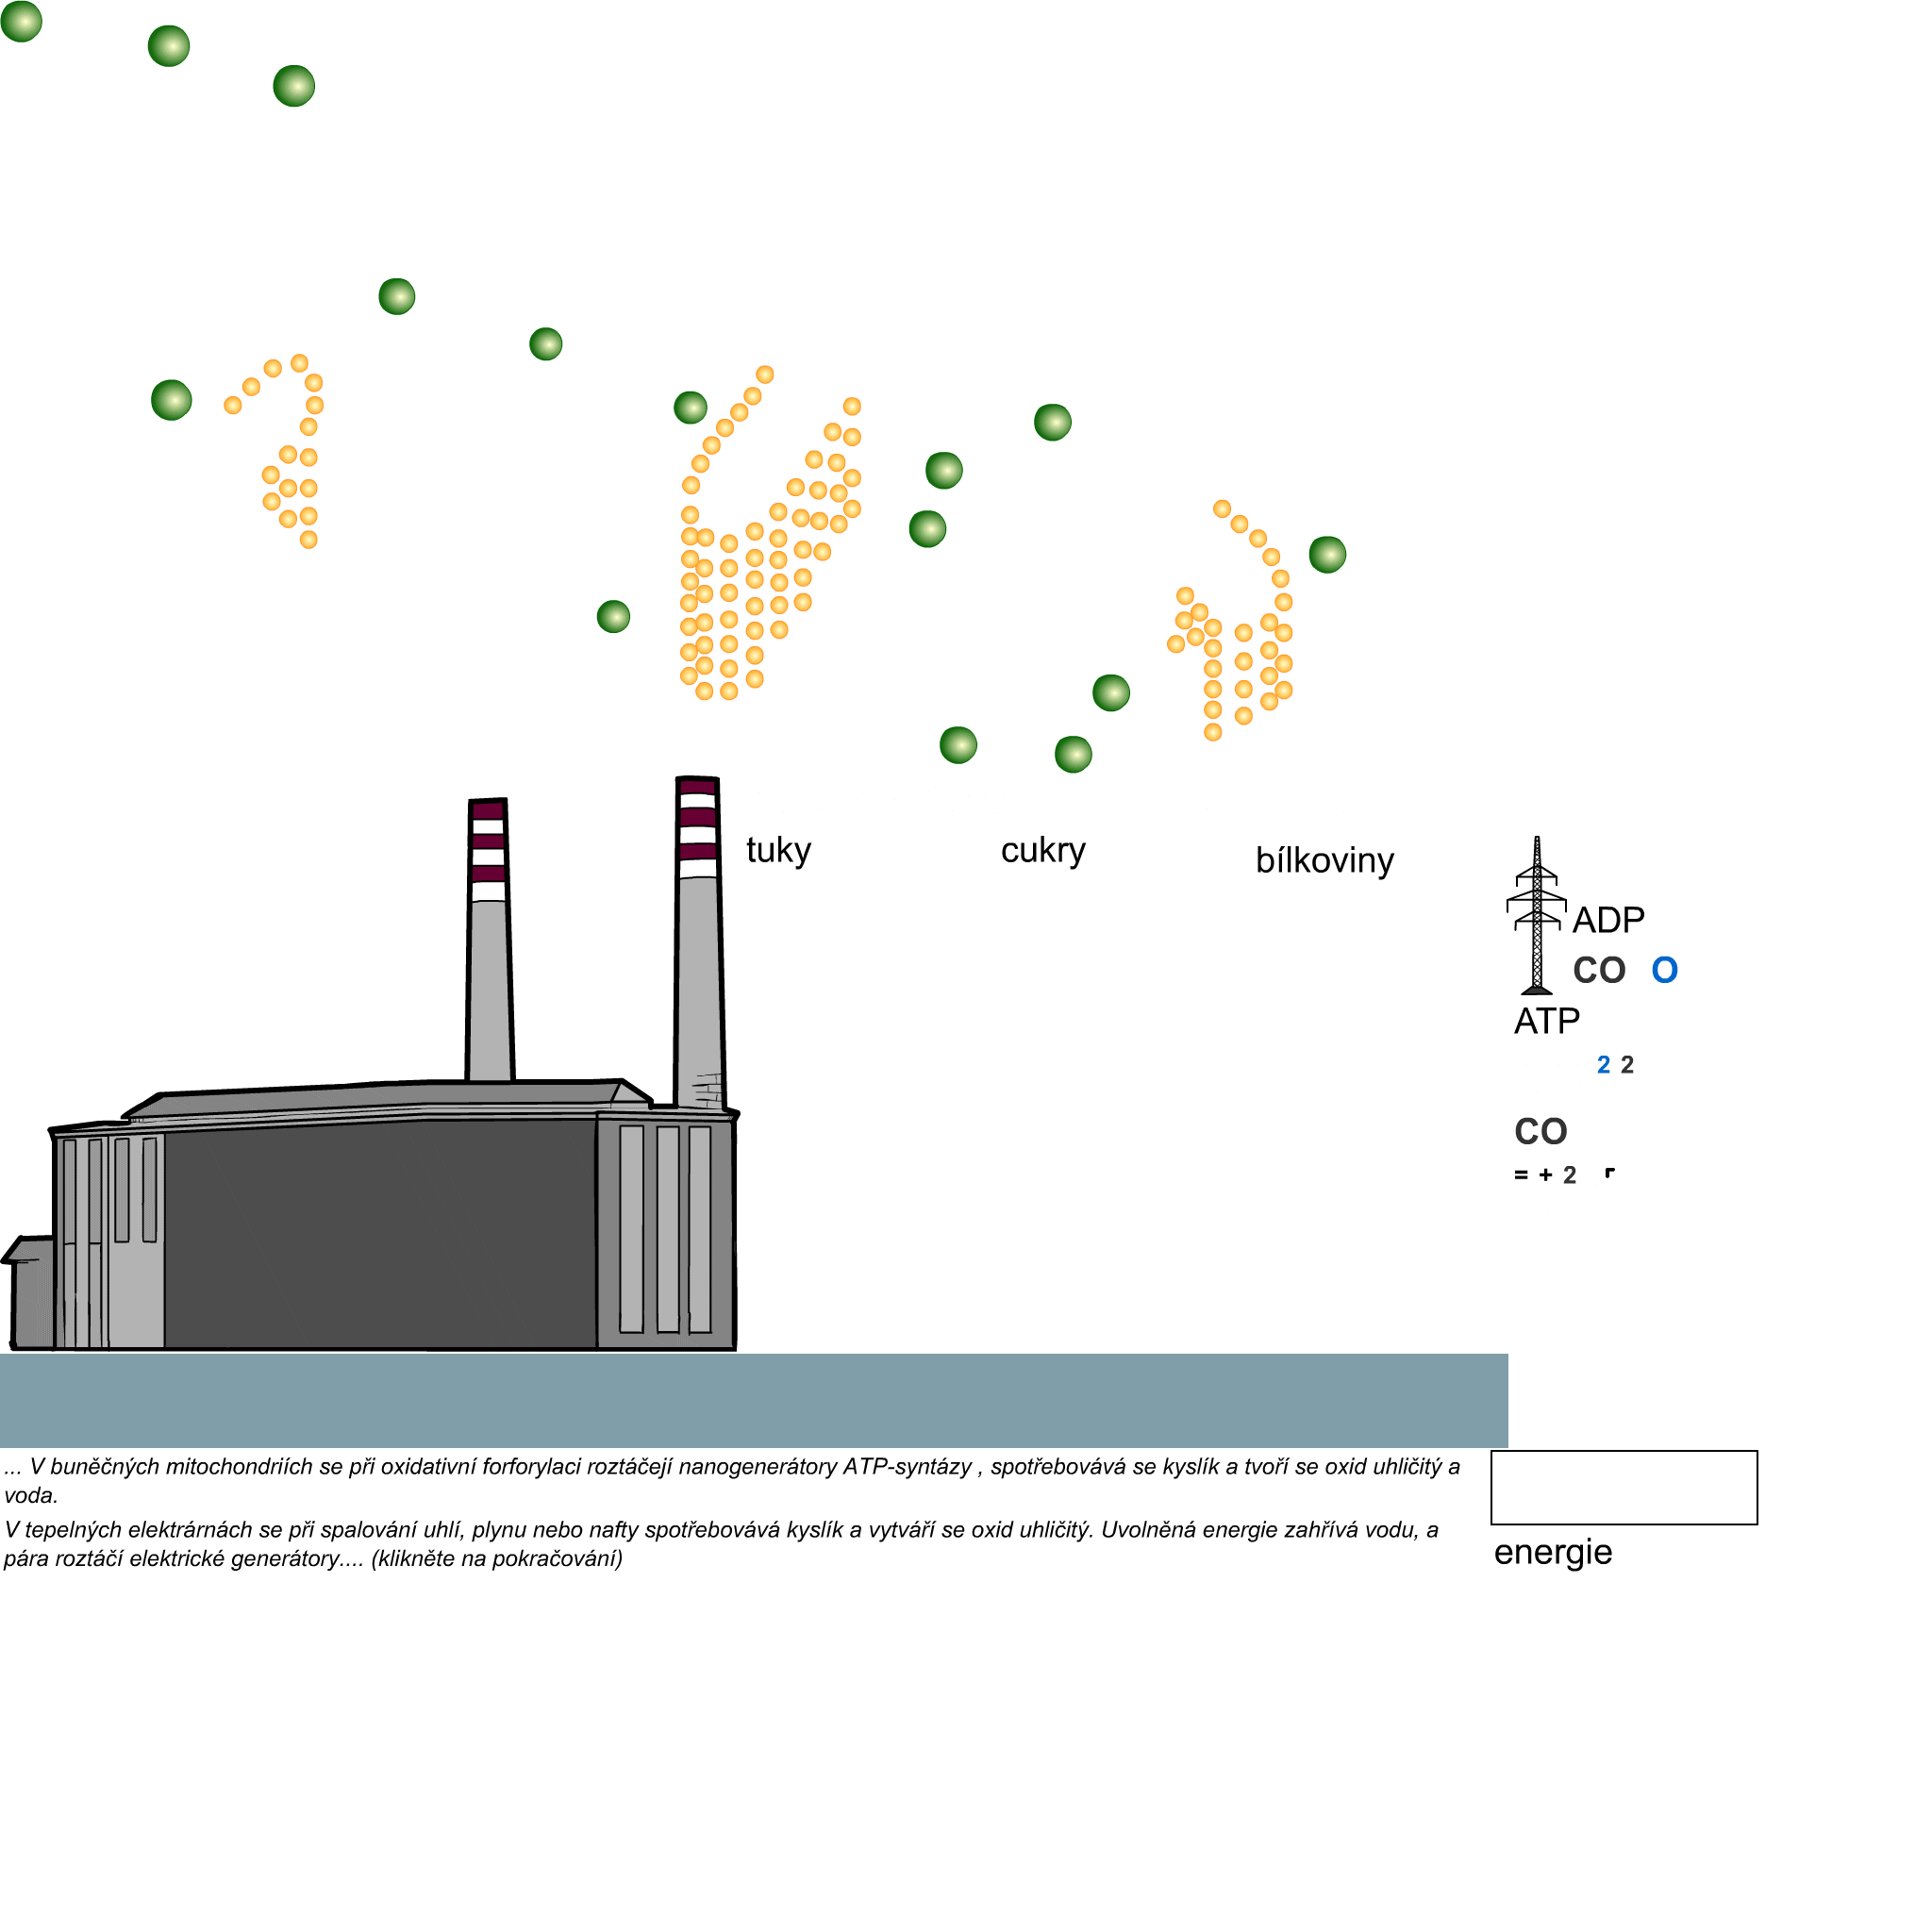 tuky
cukry
bílkoviny
ADP
CO O
ATP
2 2
CO
= + 2
... V buněčných mitochondriích se při oxidativní forforylaci roztáčejí nanogenerátory ATP-syntázy , spotřebovává se kyslík a tvoří se oxid uhličitý a
voda.
V tepelných elektrárnách se při spalování uhlí, plynu nebo nafty spotřebovává kyslík a vytváří se oxid uhličitý. Uvolněná energie zahřívá vodu, a
pára roztáčí elektrické generátory.... (klikněte na pokračování)
energie